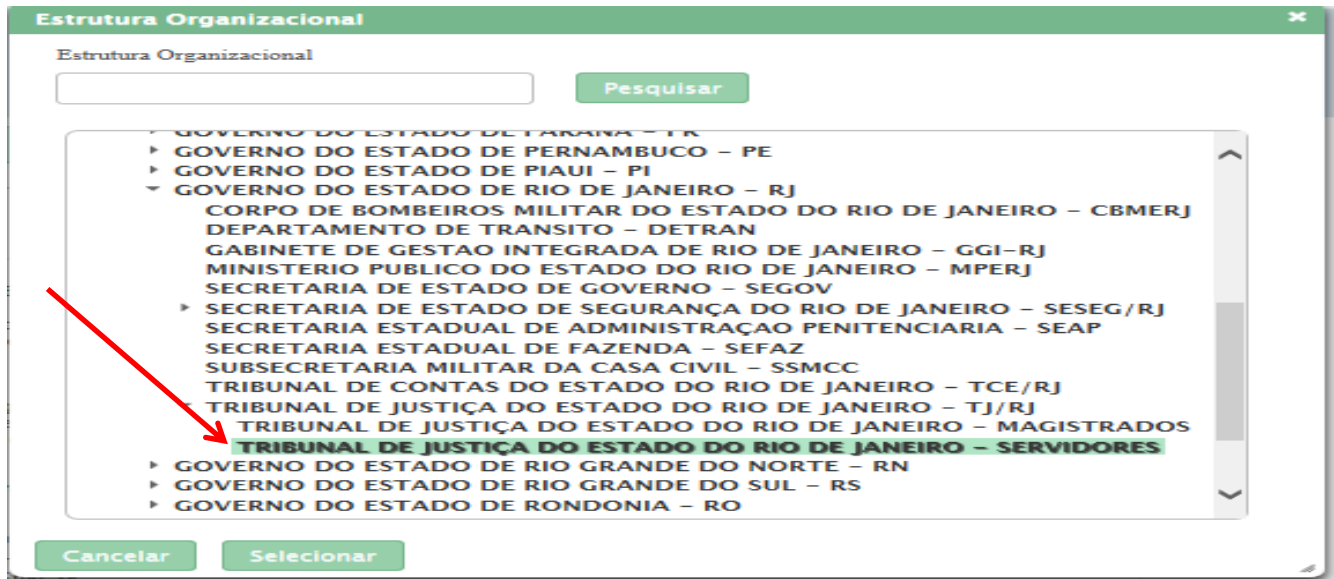 Estrutura Organizacional
Estrutura Organizacional
Pesquisar
GOVERNO DO ESTADO DE PARANA - PR
GOVERNO DO ESTADO DE PERNAMBUCO - PE
GOVERNO DO ESTADO DE PIAUI - PI
GOVERNO DO ESTADO DE RIO DE JANEIRO - RJ
CORPO DE BOMBEIROS MILITAR DO ESTADO DO RIO DE JANEIRO - CBMERJ
DEPARTAMENTO DE TRANSITO - DETRAN
GABINETE DE GESTAO INTEGRADA DE RIO DE JANEIRO - GGI-RJ
MINISTERIO PUBLICO DO ESTADO DO RIO DE JANEIRO - MPERJ
SECRETARIA DE ESTADO DE GOVERNO - SEGOV
SECRETARIA DE ESTADO DE SEGURANÇA DO RIO DE JANEIRO - SESEG/RJ
SECRETARIA ESTADUAL DE ADMINISTRAÇAO PENITENCIARIA - SEAP
SECRETARIA ESTADUAL DE FAZENDA - SEFAZ
SUBSECRETARIA MILITAR DA CASA CIVIL - SSMCC
TRIBUNAL DE CONTAS DO ESTADO DO RIO DE JANEIRO - TCE/RJ
TRIBUNAL DE JUSTIÇA DO ESTADO DO RIO DE JANEIRO - TJ/RJ
TRIBUNAL DE JUSTIÇA DO ESTADO DO RIO DE JANEIRO - MAGISTRADOS
TRIBUNAL DE JUSTIÇA DO ESTADO DO RIO DE JANEIRO - SERVIDORES
GOVERNO DO ESTADO DE RIO GRANDE DO NORTE - RN
GOVERNO DO ESTADO DE RIO GRANDE DO SUL - RS
GOVERNO DO ESTADO DE RONDONIA - RO
Cancelar
Selecionar